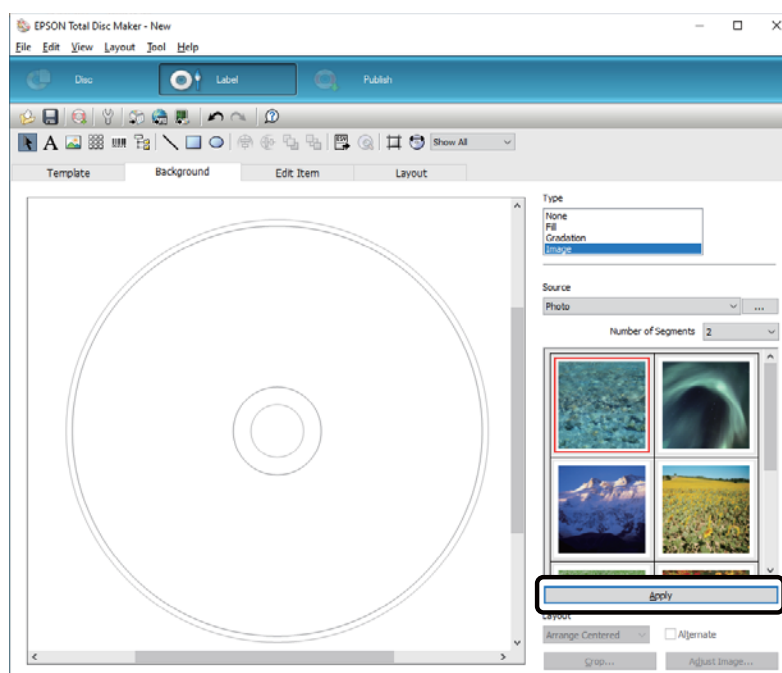 EPSON Total Disc Maker - New
File Edit View Layout Tool Help
Disc Label Publish
Show All
Template Background Edit Item Layout
Type
None
Fill
Gradation
Image
Source
Photo ...
Number of Segments 2
Apply
Layout
Arrange Centered Alternate
Crop... Adjust Image...